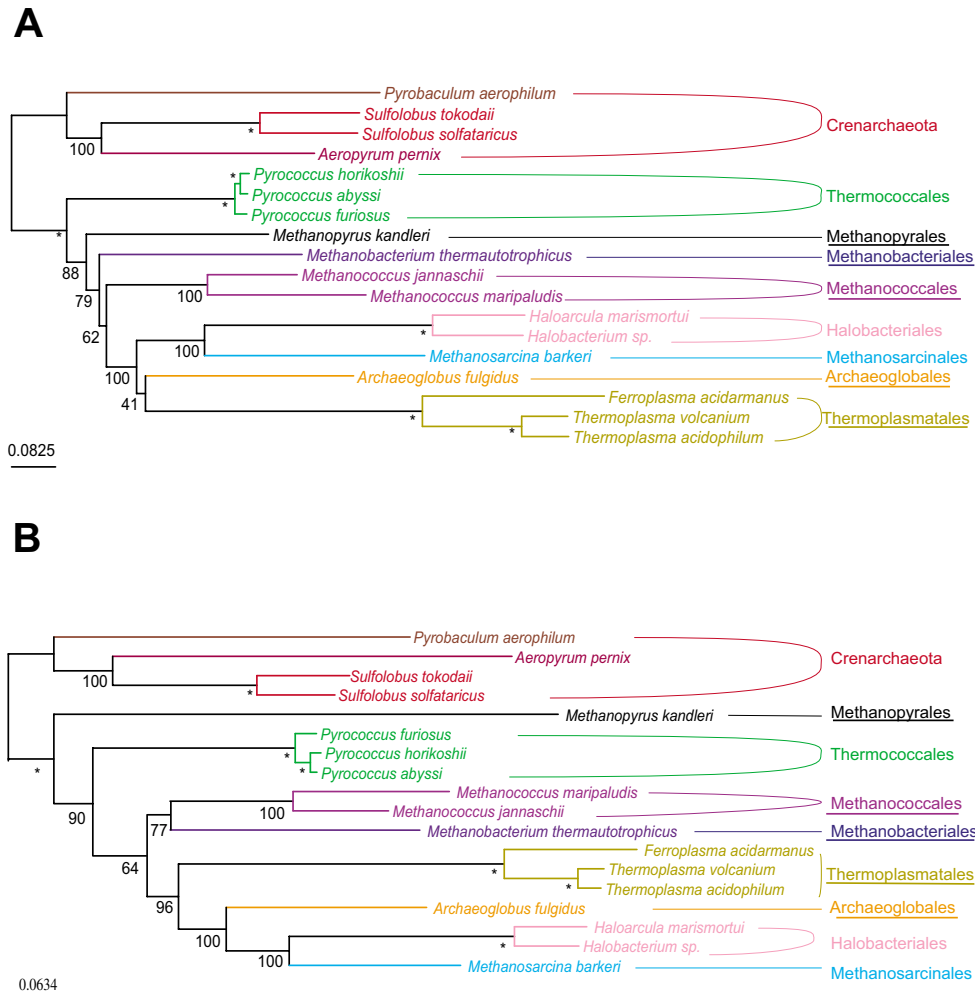 A
Pyrobaculum aerophilum
Sulfolobus tokodaii
*
Sulfolobus solfataricus
Crenarchaeota
100
Aeropyrum pernix
*
Pyrococcus horikoshii
Pyrococcus abyssi
Thermococcales
*
Pyrococcus furiosus
*
Methanopyrus kandleri
Methanopyrales
88
Methanobacterium thermautotrophicus
Methanobacteriales
79
Methanococcus jannaschii
100
Methanococcus maripaludis
Methanococcales
62
Haloarcula marismortui
*
Halobacterium sp.
Halobacteriales
100
Methanosarcina barkeri
Methanosarcinales
100
Archaeoglobus fulgidus
Archaeoglobales
41
Ferroplasma acidarmanus
*
Thermoplasma volcanium
Thermoplasmatales
*
Thermoplasma acidophilum
0.0825
B
Pyrobaculum aerophilum
Aeropyrum pernix
Crenarchaeota
100
Sulfolobus tokodaii
*
Sulfolobus solfataricus
Methanopyrus kandleri
Methanopyrales
*
Pyrococcus furiosus
*
Pyrococcus horikoshii
Thermococcales
*
Pyrococcus abyssi
90
Methanococcus maripaludis
100
Methanococcus jannaschii
Methanococcales
77
Methanobacterium thermautotrophicus
Methanobacteriales
64
Ferroplasma acidarmanus
*
Thermoplasma volcanium
Thermoplasmatales
*
Thermoplasma acidophilum
96
Archaeoglobus fulgidus
Archaeoglobales
100
Haloarcula marismortui
*
Halobacterium sp.
Halobacteriales
100
Methanosarcina barkeri
Methanosarcinales
0.0634